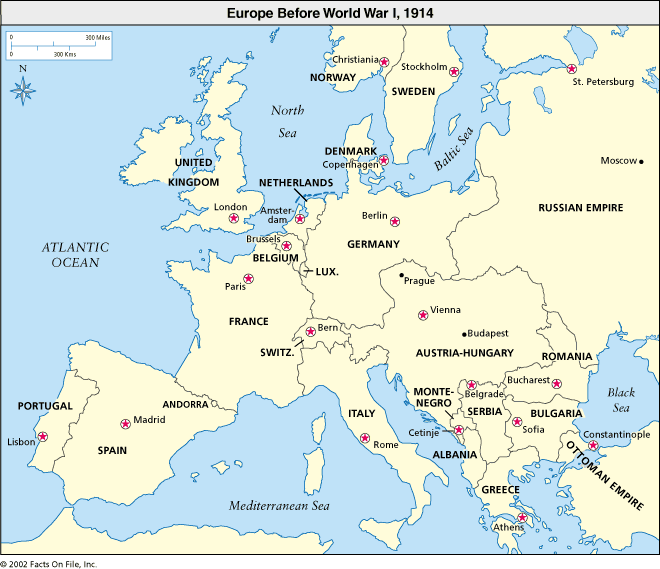 Europe Before World War I, 1914
0 300 Miles
0 300 Kms
N
Christiania
Stockholm
NORWAY
SWEDEN
St. Petersburg
North
Sea
Baltic Sea
DENMARK
Copenhagen
Moscow
UNITED
KINGDOM
NETHERLANDS
London
Amster-
dam
Berlin
RUSSIAN EMPIRE
ATLANTIC
OCEAN
Brussels
BELGIUM
GERMANY
LUX.
Paris
Prague
FRANCE
Vienna
Bern
SWITZ.
Budapest
AUSTRIA-HUNGARY
ROMANIA
Bucharest
Black
Sea
PORTUGAL
ANDORRA
MONTE-
NEGRO
Belgrade
SERBIA
BULGARIA
Lisbon
Madrid
SPAIN
ITALY
Rome
Cetinje
Sofia
Constantinople
ALBANIA
OTTOMAN EMPIRE
GREECE
Mediterranean Sea
Athens
© 2002 Facts On File, Inc.